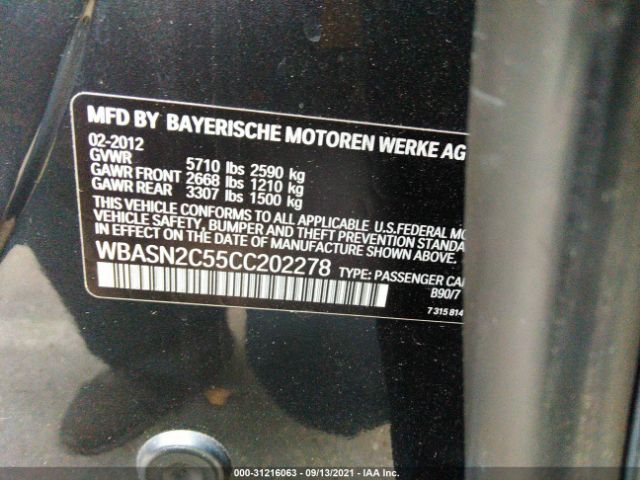 MFD BY BAYERISCHE MOTOREN WERKE AG
02-2012
GVWR 5710 lbs 2590 kg
GAWR FRONT 2668 lbs 1210 kg
GAWR REAR 3307 lbs 1500 kg
THIS VEHICLE CONFORMS TO ALL APPLICABLE U.S.FEDERAL
VEHICLE SAFETY, BUMPER AND THEFT PREVENTION
IN EFFECT ON THE DATE OF MANUFACTURE SHOWN ABOVE.
WBASN2C55CC202278 TYPE: PASSENGER
B90/7
7 315 814
000-31216063 - 09/13/2021 - IAA Inc.